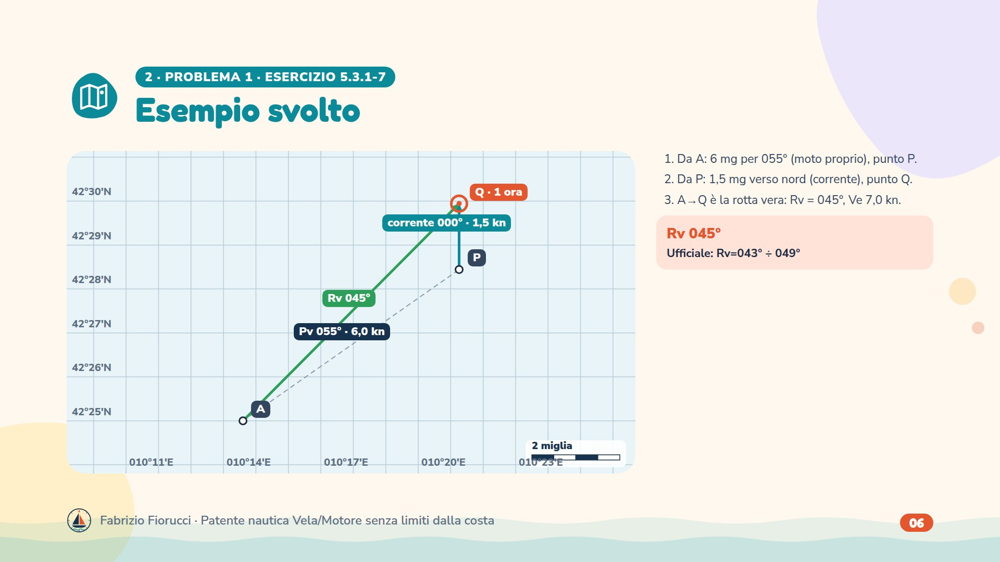 2 · PROBLEMA 1 · ESERCIZIO 5.3.1-7
Esempio svolto
42°30'N
42°29'N
42°28'N
42°27'N
42°26'N
42°25'N
010°11'E
010°14'E
010°17'E
010°20'E
010°23'E
Q · 1 ora
corrente 000° · 1,5 kn
P
Rv 045°
Pv 055° · 6,0 kn
A
2 miglia
1. Da A: 6 mg per 055° (moto proprio), punto P.
2. Da P: 1,5 mg verso nord (corrente), punto Q.
3. A→Q è la rotta vera: Rv = 045°, Ve 7,0 kn.
Rv 045°
Ufficiale: Rv=043° ÷ 049°
Fabrizio Fiorucci · Patente nautica Vela/Motore senza limiti dalla costa
06